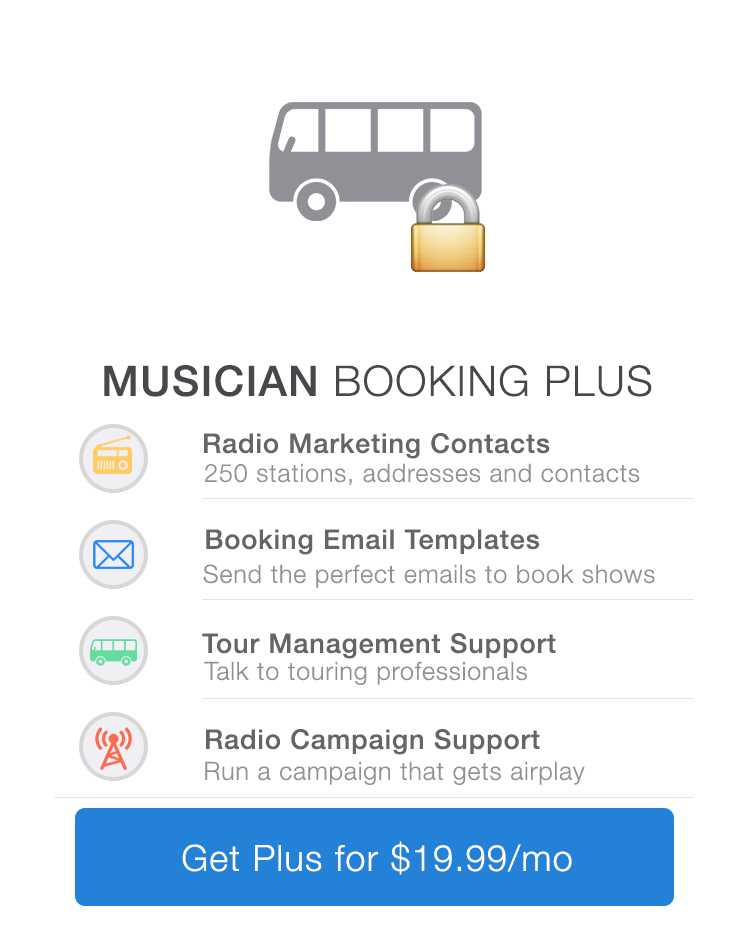 MUSICIAN BOOKING PLUS
Radio Marketing Contacts
250 stations, addresses and contacts
Booking Email Templates
Send the perfect emails to book shows
Tour Management Support
Talk to touring professionals
Radio Campaign Support
Run a campaign that gets airplay
Get Plus for $19.99/mo